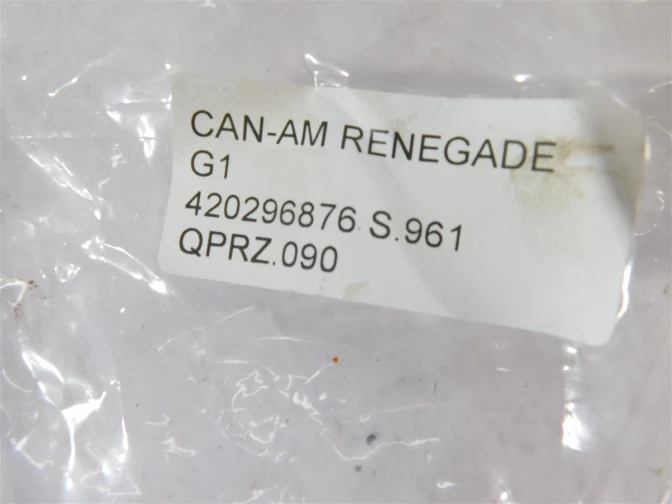 CAN-AM RENEGADE
G1
420296876 S.961
QPRZ.090